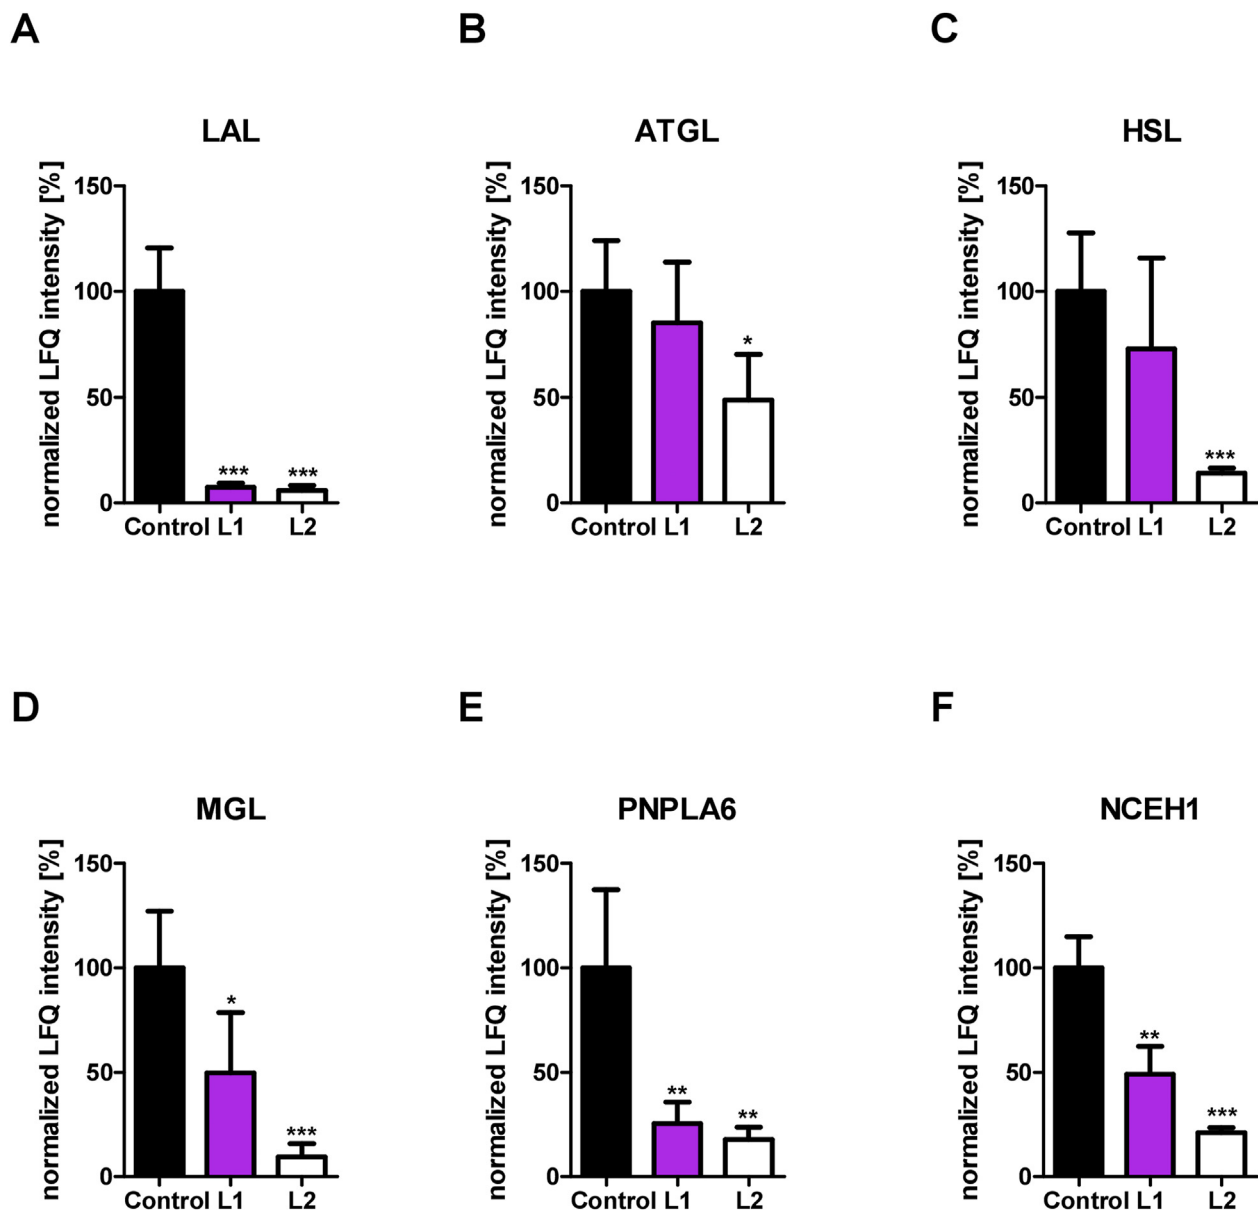 A
B
C
LAL
ATGL
HSL
normalized LFQ intensity [%]
150
100
50
0
***
***
Control L1 L2
normalized LFQ intensity [%]
150
100
50
0
*
Control L1 L2
normalized LFQ intensity [%]
150
100
50
0
***
Control L1 L2
D
E
F
MGL
PNPLA6
NCEH1
normalized LFQ intensity [%]
150
100
50
0
*
***
Control L1 L2
normalized LFQ intensity [%]
150
100
50
0
**
**
Control L1 L2
normalized LFQ intensity [%]
150
100
50
0
**
***
Control L1 L2